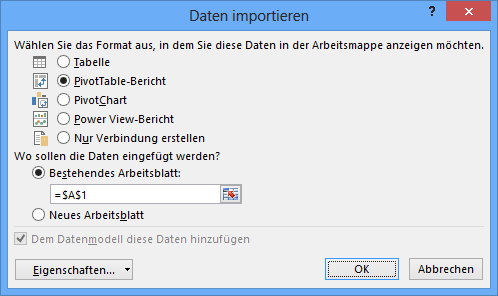 Daten importieren
?
Wählen Sie das Format aus, in dem Sie diese Daten in der Arbeitsmappe anzeigen möchten.
Tabelle
PivotTable-Bericht
PivotChart
Power View-Bericht
Nur Verbindung erstellen
Wo sollen die Daten eingefügt werden?
Bestehendes Arbeitsblatt:
=$A$1
Neues Arbeitsblatt
Dem Datenmodell diese Daten hinzufügen
Eigenschaften... OK Abbrechen